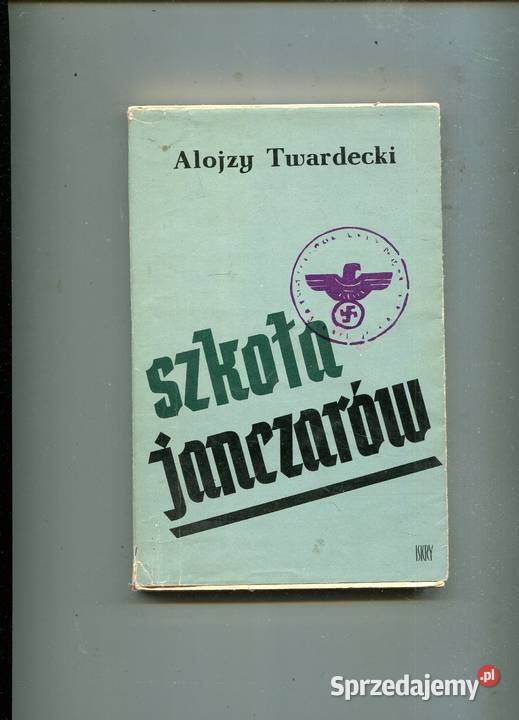 Alojzy Twardecki
szkoła
janczarów
ISKRY
Sprzedajemy.pl